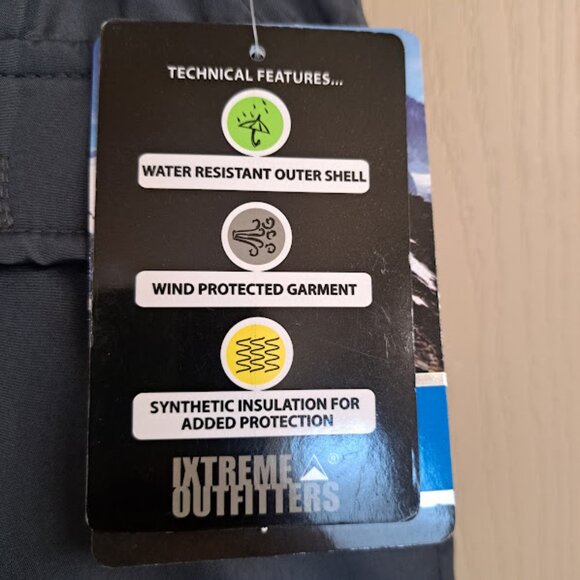 TECHNICAL FEATURES...
WATER RESISTANT OUTER SHELL
WIND PROTECTED GARMENT
SYNTHETIC INSULATION FOR
ADDED PROTECTION
IXTREME ®
OUTFITTERS